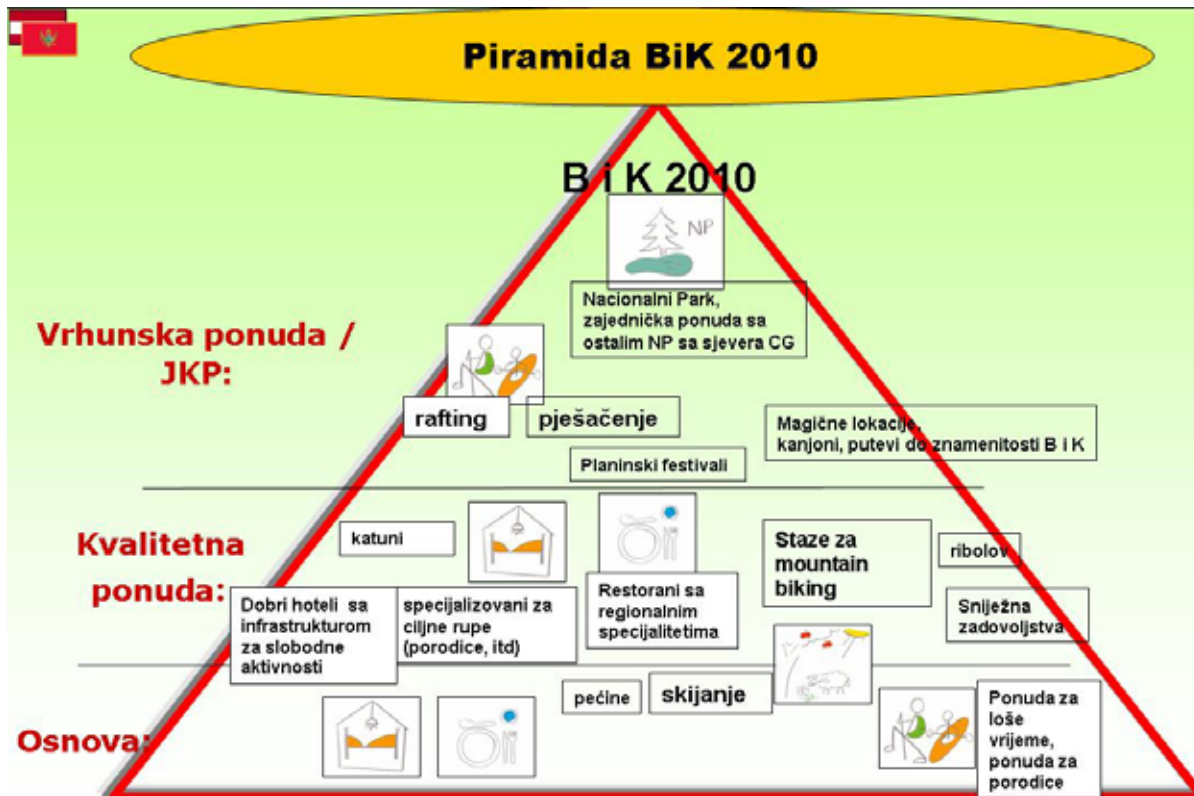 Piramida BiK 2010
B i K 2010
NP
Nacionalni Park,
zajednička ponuda sa
ostalim NP sa sjevera CG
Vrhunska ponuda /
JKP:
rafting
pješačenje
Magične lokacije,
kanjoni, putevi do znamenitosti B i K
Planinski festivali
Kvalitetna
ponuda:
katuni
Staze za
mountain
biking
ribolov
Dobri hoteli sa
infrastrukturom
za slobodne
aktivnosti
specijalizovani za
ciljne rupe
(porodice, itd)
Restorani sa
regionalnim
specijalitetima
Sniježna
zadovoljstva
Osnova:
pećine
skijanje
Ponuda za
loše
vrijeme,
ponuda za
porodice